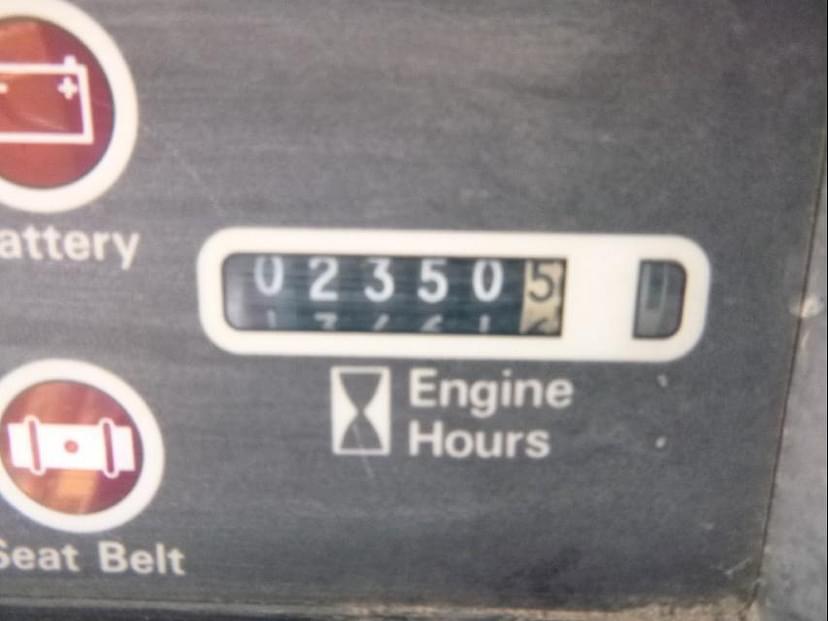 attery
023505
Engine
Hours
Seat Belt